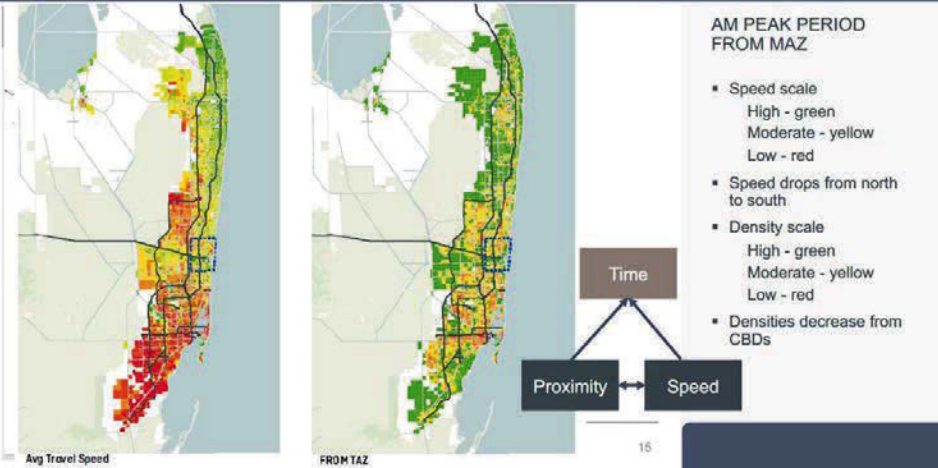 AM PEAK PERIOD
FROM MAZ
▪ Speed scale
High - green
Moderate - yellow
Low - red
▪ Speed drops from north
to south
▪ Density scale
High - green
Moderate - yellow
Low - red
▪ Densities decrease from
CBDs
Time
Proximity
Speed
15
Avg Travel Speed
FROM TAZ